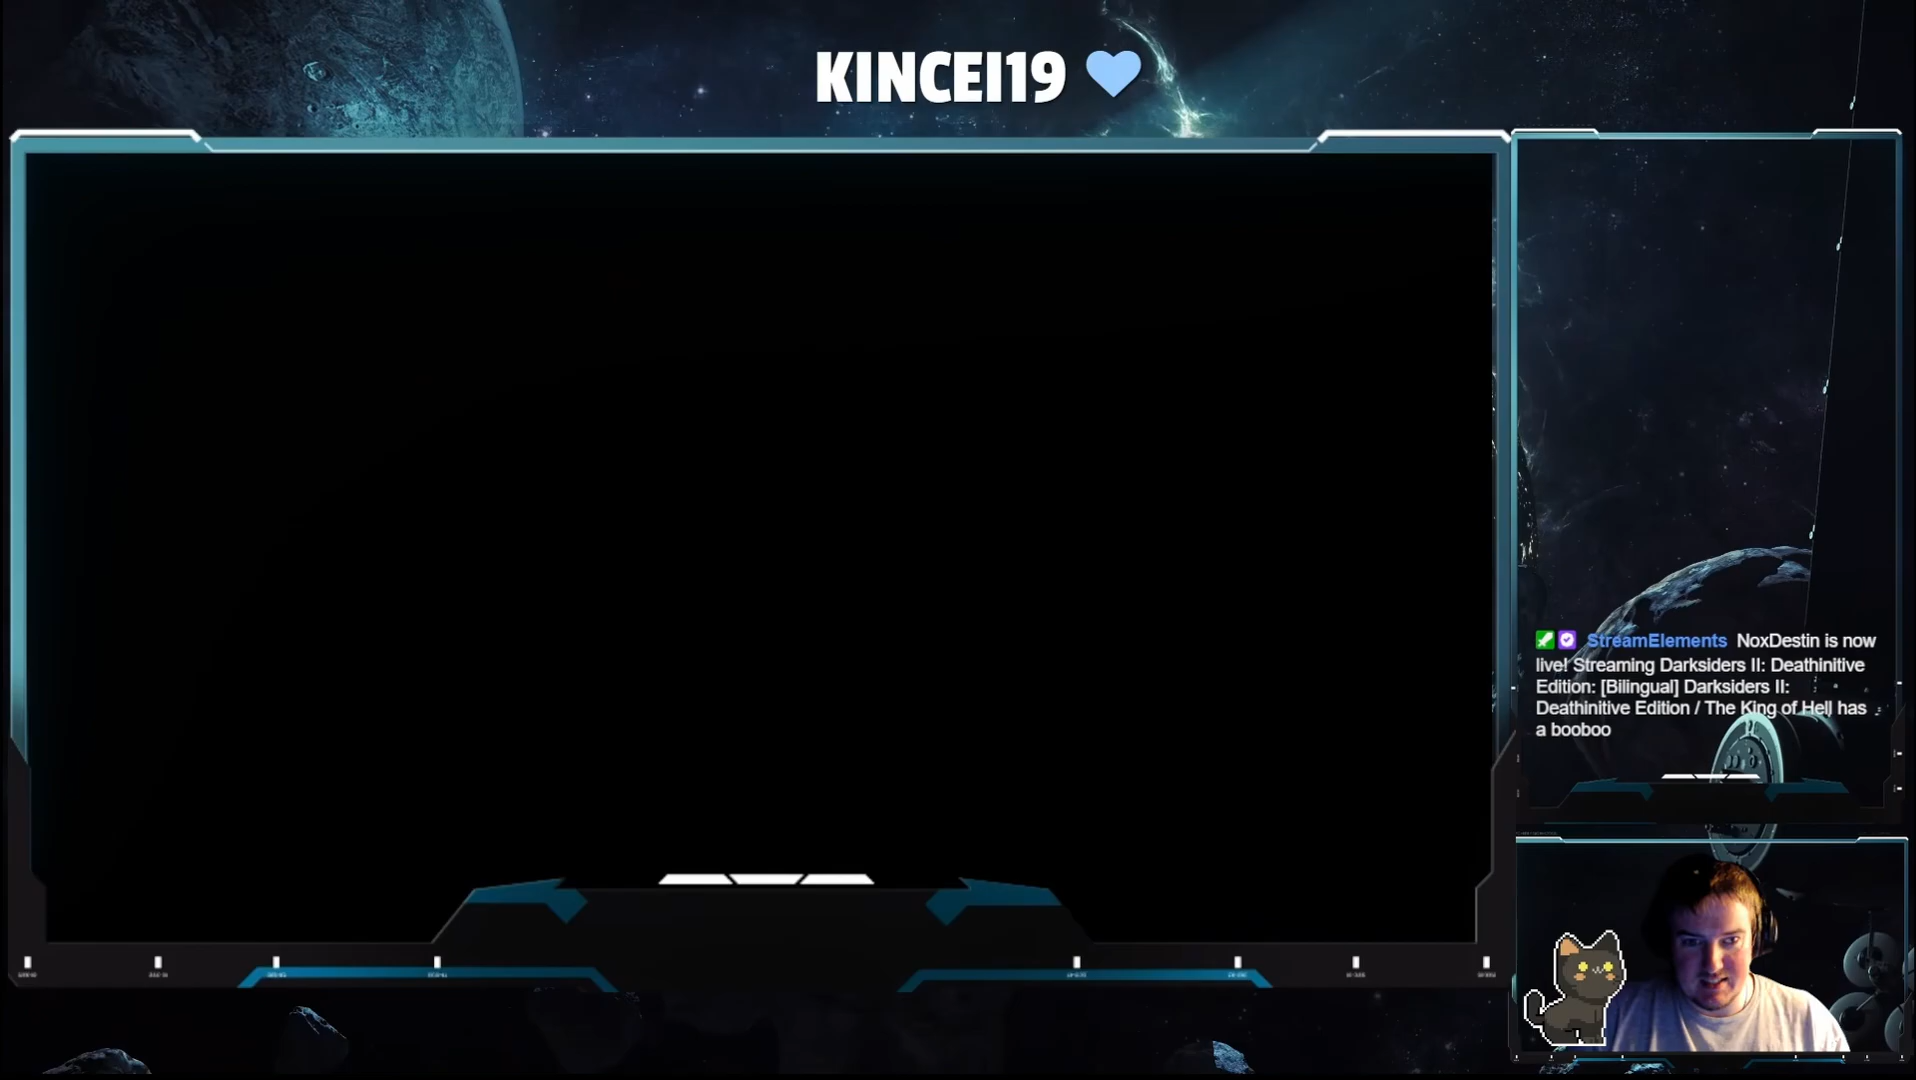 KINCEI19
StreamElements NoxDestin is now
live! Streaming Darksiders II: Deathinitive
Edition: [Bilingual] Darksiders II:
Deathinitive Edition / The King of Hell has
a booboo